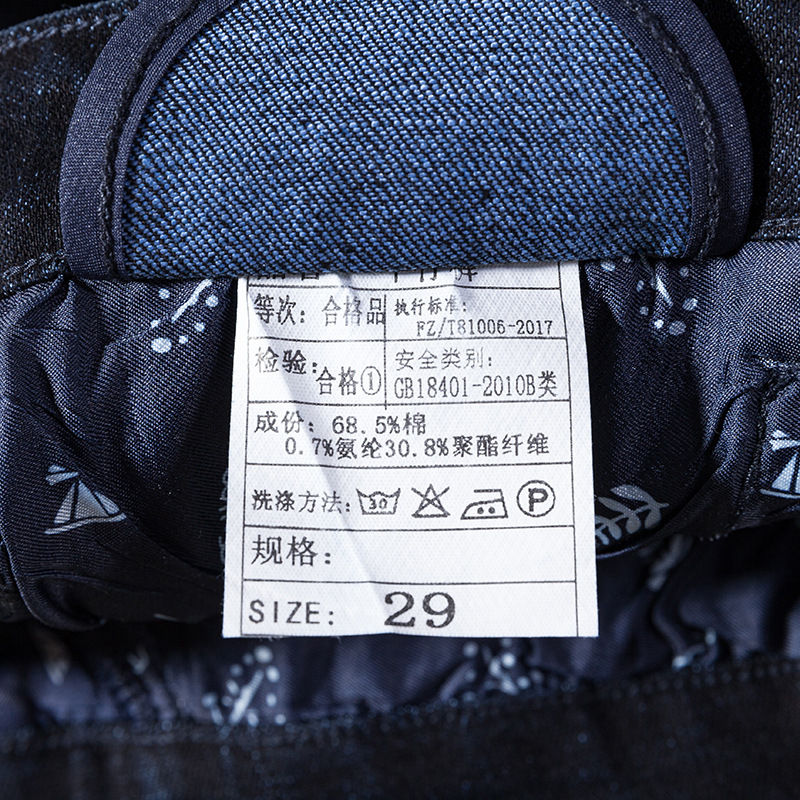 等次: 合格品
执行标准:
FZ/T81006-2017
检验:
合格①
安全类别:
GB18401-2010B类
成份: 68.5%棉
0.7%氨纶30.8%聚酯纤维
洗涤方法: 30 P
规格:
SIZE: 29